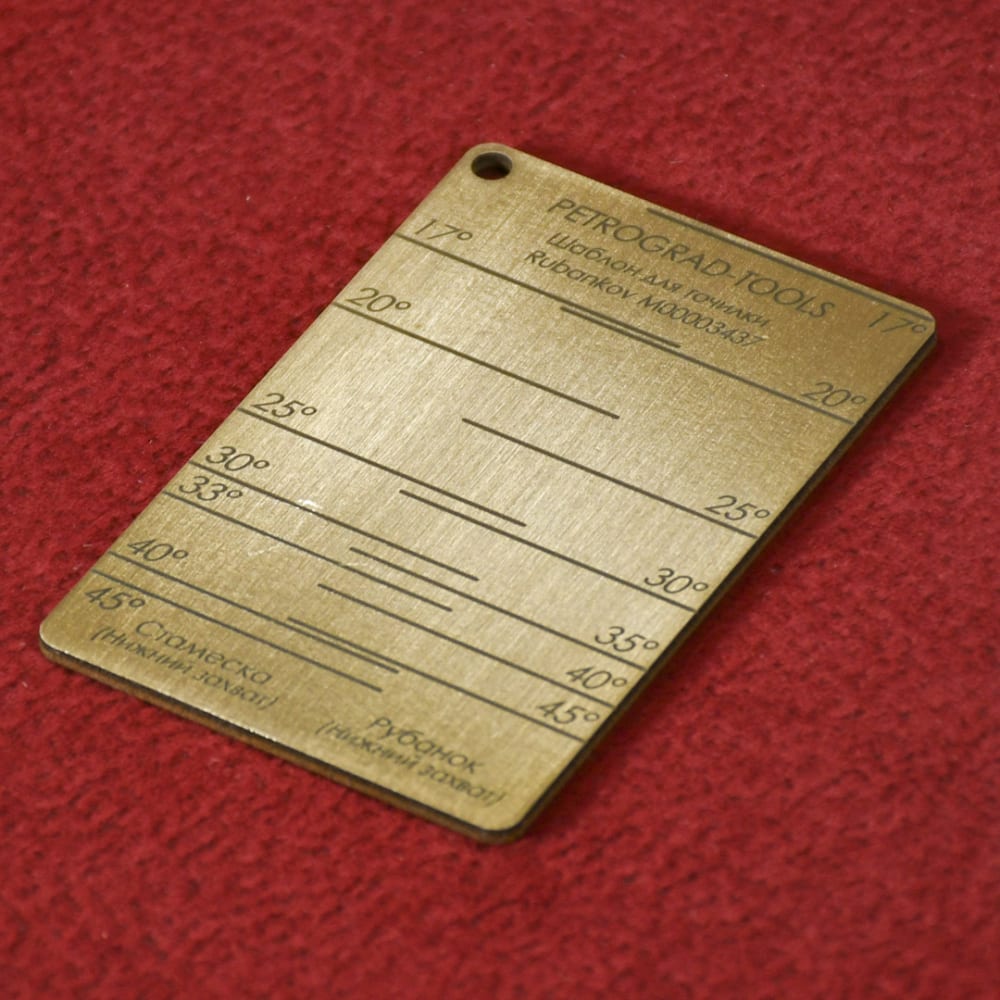 PETROGRAD-TOOLS
Шаблон для точилки
Rubankov M00003437
17°
17°
20°
20°
25°
25°
30°
30°
33°
35°
40°
40°
45°
45°
Стамеска
(Нижний захват)
Рубанок
(Нижний захват)